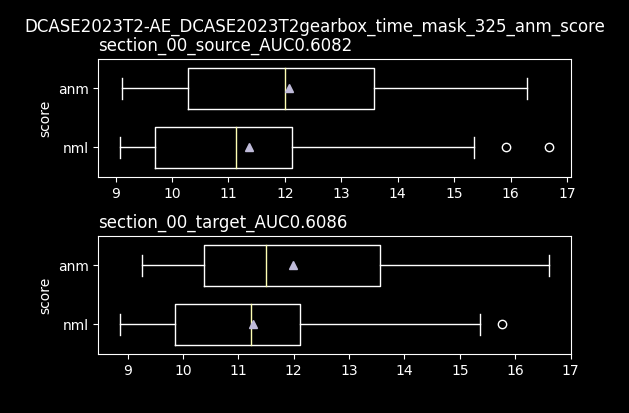 DCASE2023T2-AE_DCASE2023T2gearbox_time_mask_325_anm_score
section_00_source_AUC0.6082
score
anm
nml
9 10 11 12 13 14 15 16 17
section_00_target_AUC0.6086
score
anm
nml
9 10 11 12 13 14 15 16 17